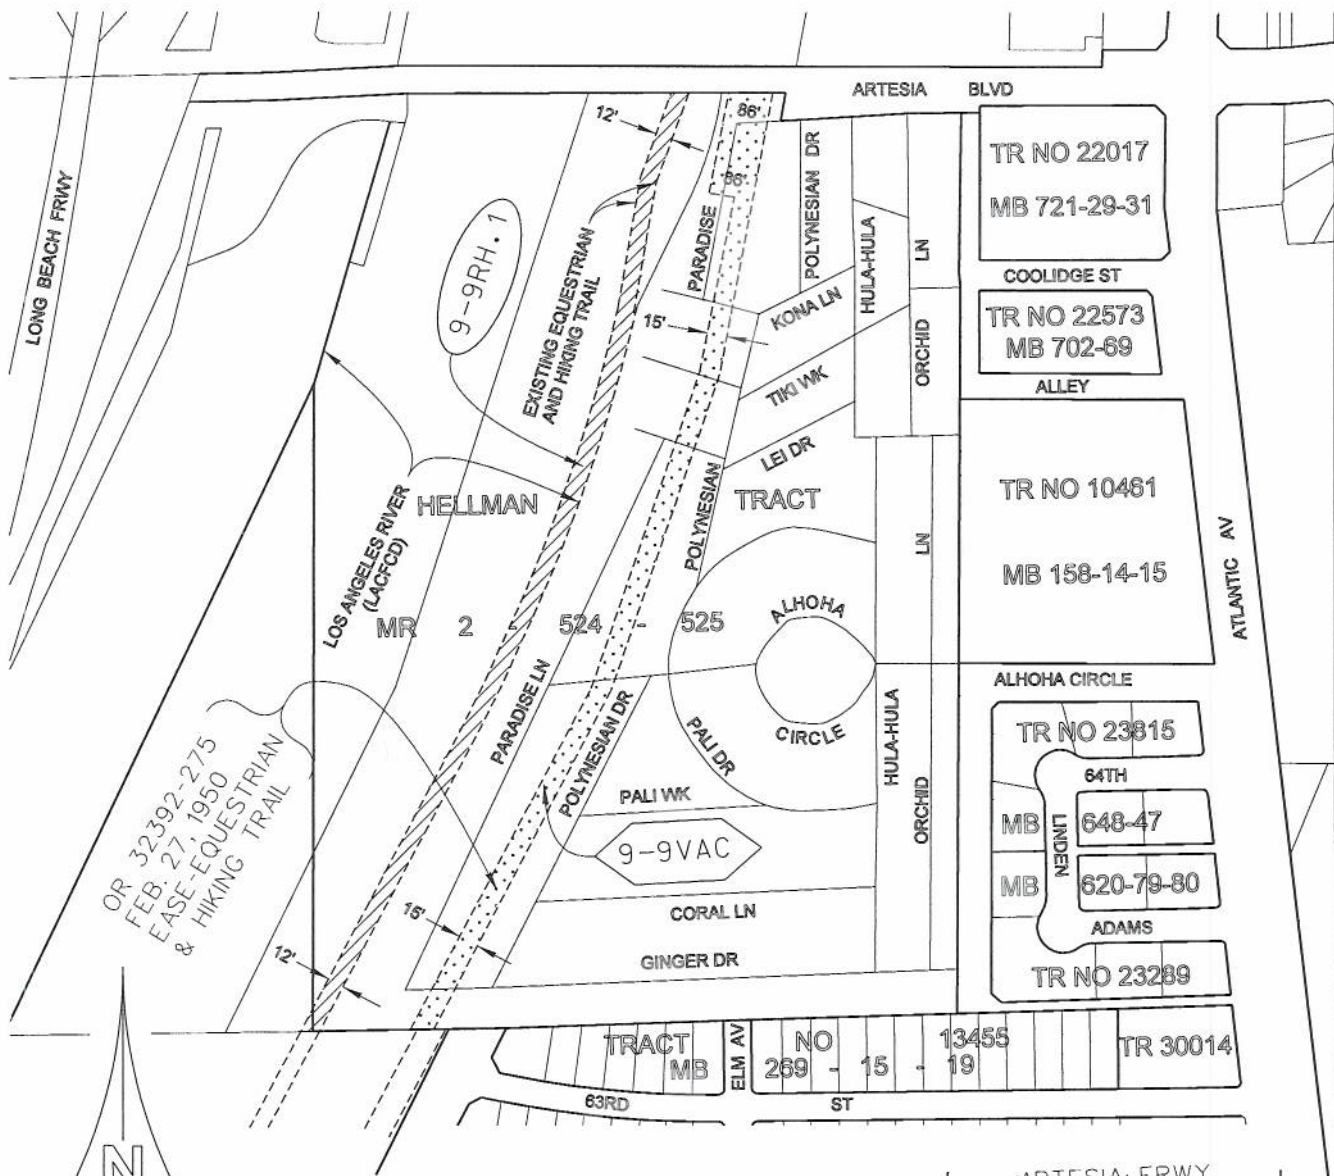 ARTESIA BLVD
12'
86'
86'
LONG BEACH FRWY
9-9RH.1
EXISTING EQUESTRIAN
AND HIKING TRAIL
PARADISE
POLYNESIAN DR
HULA-HULA
LN
ORCHID
KONA LN
15'
TIKI WK
LEI DR
TR NO 22017
MB 721-29-31
COOLIDGE ST
TR NO 22573
MB 702-69
ALLEY
TR NO 10461
MB 158-14-15
ATLANTIC AV
LOS ANGELES RIVER
(LACFCD)
HELLMAN TRACT
POLYNESIAN
LN
MR 2 - 524 - 525
ALHOHA
CIRCLE
ALHOHA CIRCLE
PARADISE LN
POLYNESIAN DR
PALI DR
HULA-HULA
ORCHID
PALI WK
9-9VAC
OR 32392-275
FEB. 27, 1950
EASE-EQUESTRIAN
& HIKING TRAIL
TR NO 23815
64TH
MB 648-47
LINDEN
MB 620-79-80
ADAMS
TR NO 23289
CORAL LN
GINGER DR
15'
12'
TRACT NO 13455
MB 269 - 15 - 19
ELM AV
TR 30014
63RD ST
N
ARTESIA FRWY